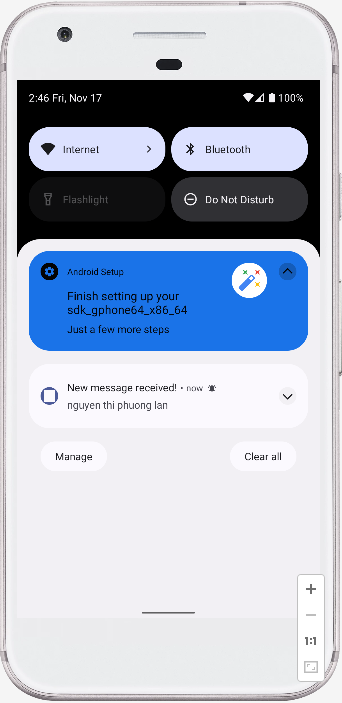 2:46 Fri, Nov 17 100%
Internet Bluetooth
Flashlight Do Not Disturb
Android Setup
Finish setting up your
sdk_gphone64_x86_64
Just a few more steps
New message received! • now
nguyen thi phuong lan
Manage Clear all
1:1